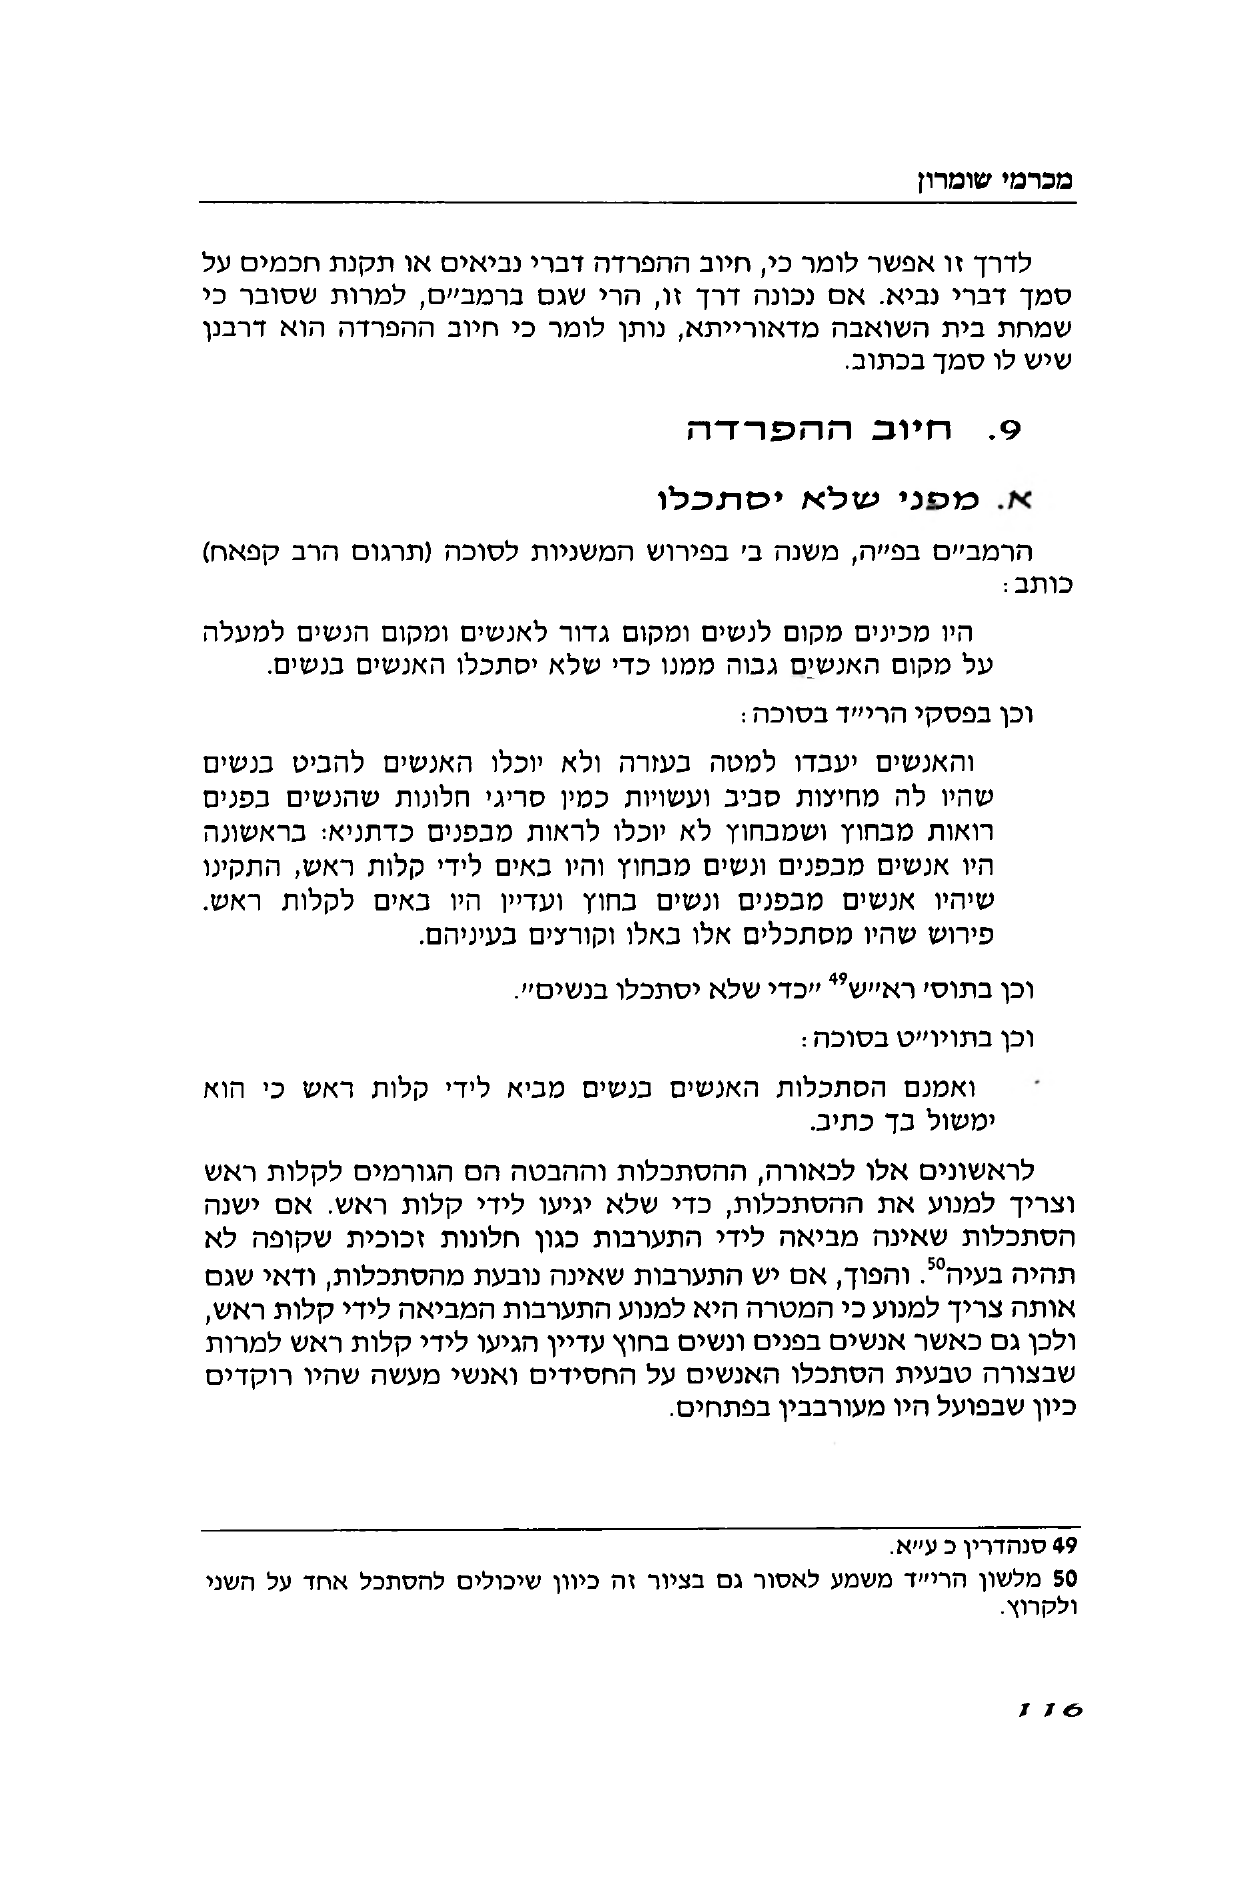 מכרמי שומרון
לדרך זו אפשר לומר כי, חיוב ההפרדה דברי נביאים או תקנת חכמים על
סמך דברי נביא. אם נכונה דרך זו, הרי שגם ברמב״ם, למרות שסובר כי
שמחת בית השואבה מדאורייתא, נותן לומר כי חיוב ההפרדה הוא דרבנן
שיש לו סמך בכתוב.
9. חיוב ההפרדה
א. מפני שלא יסתכלו
הרמב״ם בפ״ה, משנה ב׳ בפירוש המשניות לסוכה (תרגום הרב קפאח)
כותב:
היו מכינים מקום לנשים ומקום גדור לאנשים ומקום הנשים למעלה
על מקום האנשים גבוה ממנו כדי שלא יסתכלו האנשים בנשים.
וכן בפסקי הרי״ד בסוכה:
והאנשים יעבדו למטה בעזרה ולא יוכלו האנשים להביט בנשים
שהיו לה מחיצות סביב ועשויות כמין סריגי חלונות שהנשים בפנים
רואות מבחוץ ושמבחוץ לא יוכלו לראות מבפנים כדתניא: בראשונה
היו אנשים מבפנים ונשים מבחוץ והיו באים לידי קלות ראש, התקינו
שיהיו אנשים מבפנים ונשים בחוץ ועדיין היו באים לקלות ראש.
פירוש שהיו מסתכלים אלו באלו וקורצים בעיניהם.
וכן בתוס׳ רא״ש49 ״כדי שלא יסתכלו בנשים״.
וכן בתויו״ט בסוכה:
ואמנם הסתכלות האנשים בנשים מביא לידי קלות ראש כי הוא
ימשול בך כתיב.
לראשונים אלו לכאורה, ההסתכלות וההבטה הם הגורמים לקלות ראש
וצריך למנוע את ההסתכלות, כדי שלא יגיעו לידי קלות ראש. אם ישנה
הסתכלות שאינה מביאה לידי התערבות כגון חלונות זכוכית שקופה לא
תהיה בעיה50. והפוך, אם יש התערבות שאינה נובעת מהסתכלות, ודאי שגם
אותה צריך למנוע כי המטרה היא למנוע התערבות המביאה לידי קלות ראש,
ולכן גם כאשר אנשים בפנים ונשים בחוץ עדיין הגיעו לידי קלות ראש למרות
שבצורה טבעית הסתכלו האנשים על החסידים ואנשי מעשה שהיו רוקדים
כיון שבפועל היו מעורבבין בפתחים.
49 סנהדרין כ ע״א.
50 מלשון הרי״ד משמע לאסור גם בציור זה כיוון שיכולים להסתכל אחד על השני
ולקרוץ.
116